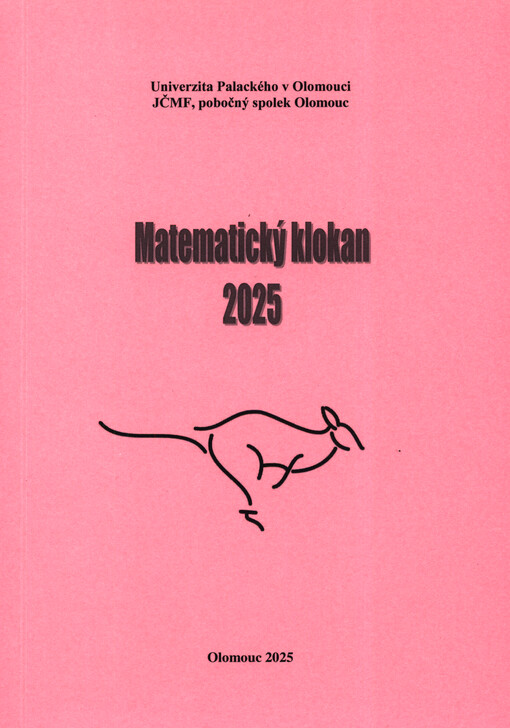 Univerzita Palackého v Olomouci
JČMF, pobočný spolek Olomouc
Matematický klokan
2025
Olomouc 2025